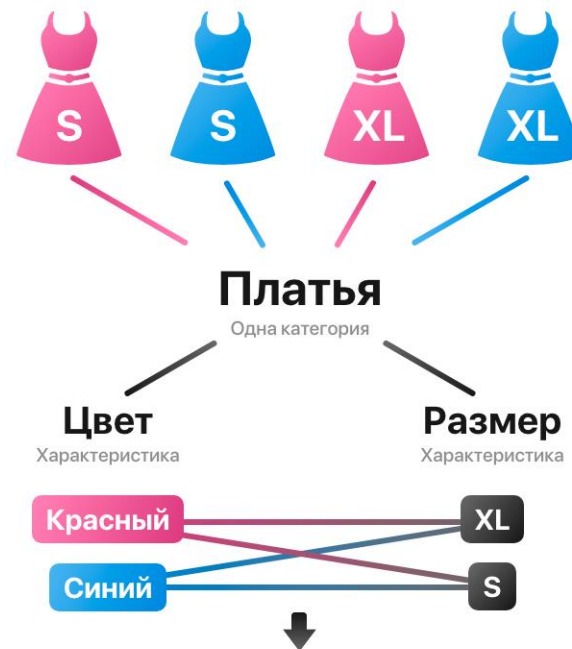 S
S
XL
XL
Платья
Одна категория
Цвет
Размер
Характеристика
Характеристика
Красный
XL
Синий
S